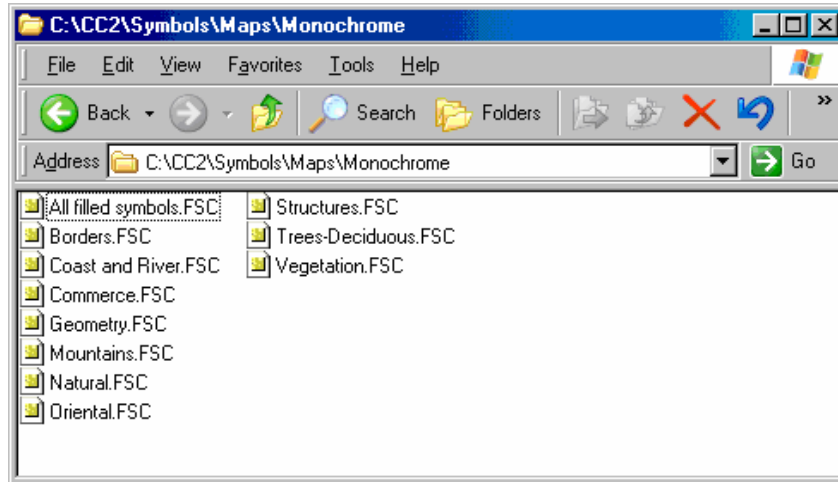 C:\CC2\Symbols\Maps\Monochrome
File Edit View Favorites Tools Help
Back Search Folders »
Address C:\CC2\Symbols\Maps\Monochrome Go
All filled symbols.FSC Structures.FSC
Borders.FSC Trees-Deciduous.FSC
Coast and River.FSC Vegetation.FSC
Commerce.FSC
Geometry.FSC
Mountains.FSC
Natural.FSC
Oriental.FSC